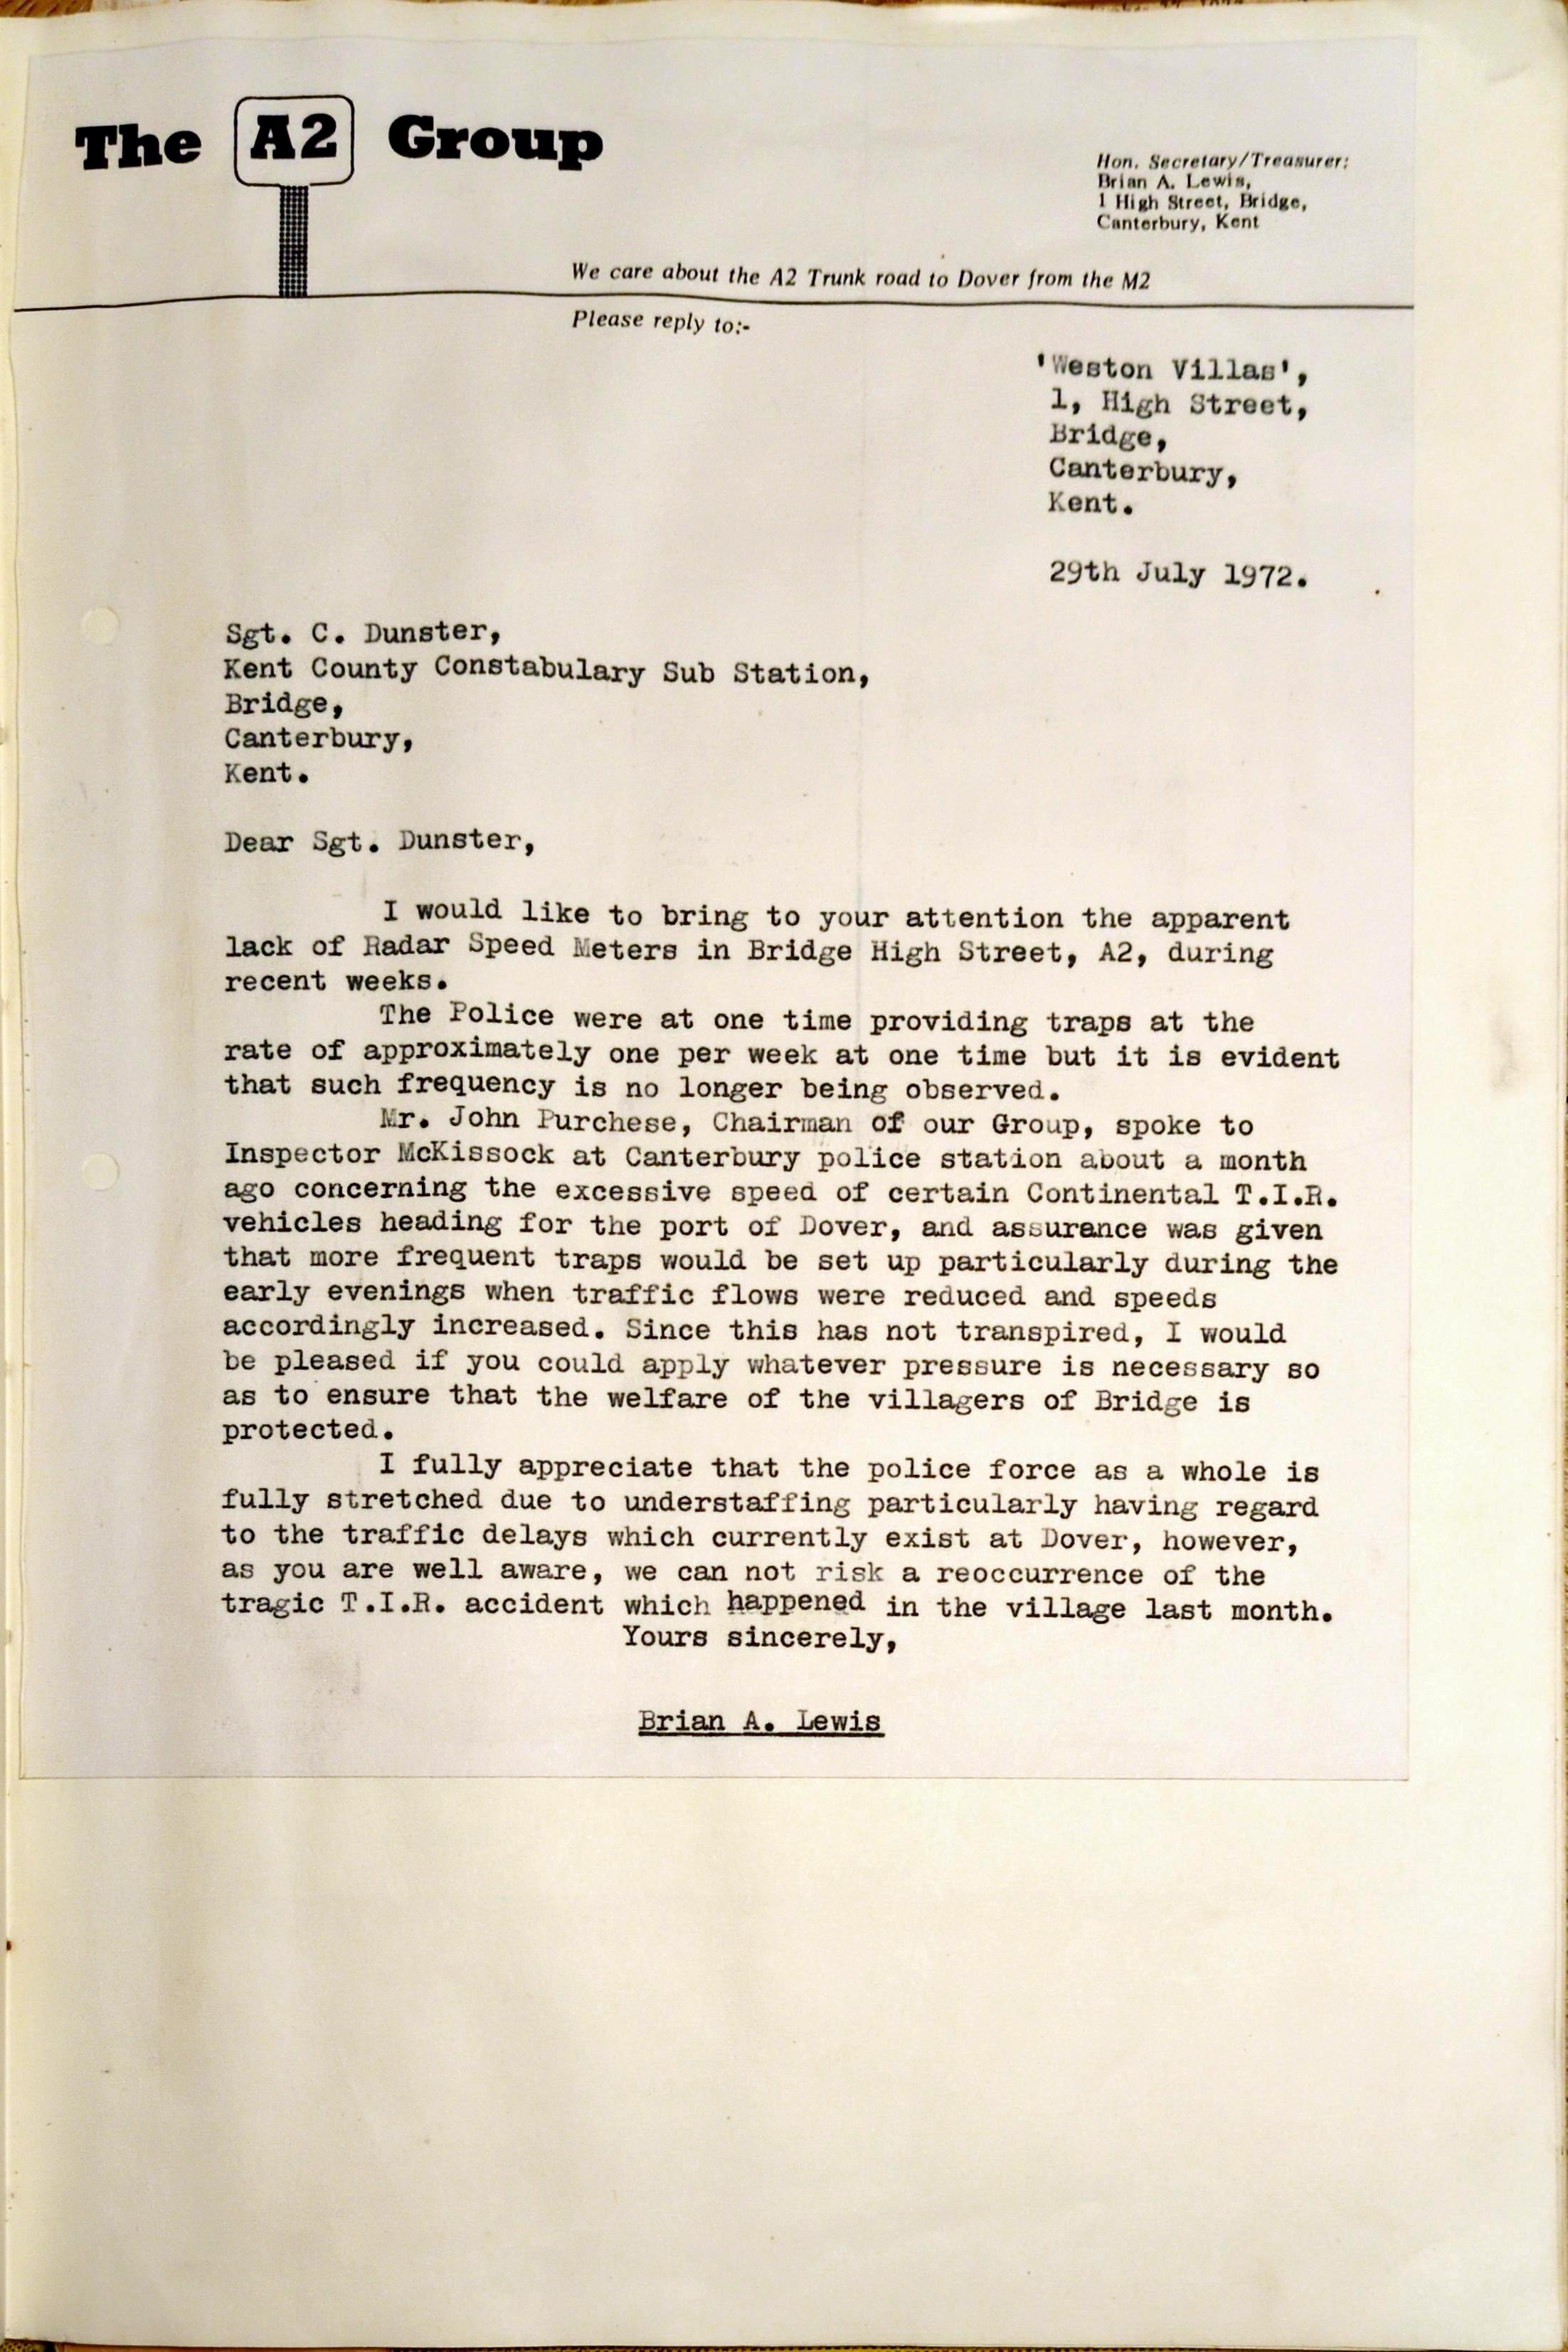 The A2 Group
Hon. Secretary/Treasurer:
Brian A. Lewis,
1 High Street, Bridge,
Canterbury, Kent
We care about the A2 Trunk road to Dover from the M2
Please reply to:-
'Weston Villas',
1, High Street,
Bridge,
Canterbury,
Kent.
29th July 1972.
Sgt. C. Dunster,
Kent County Constabulary Sub Station,
Bridge,
Canterbury,
Kent.
Dear Sgt. Dunster,
I would like to bring to your attention the apparent
lack of Radar Speed Meters in Bridge High Street, A2, during
recent weeks.
The Police were at one time providing traps at the
rate of approximately one per week at one time but it is evident
that such frequency is no longer being observed.
Mr. John Purchese, Chairman of our Group, spoke to
Inspector McKissock at Canterbury police station about a month
ago concerning the excessive speed of certain Continental T.I.R.
vehicles heading for the port of Dover, and assurance was given
that more frequent traps would be set up particularly during the
early evenings when traffic flows were reduced and speeds
accordingly increased. Since this has not transpired, I would
be pleased if you could apply whatever pressure is necessary so
as to ensure that the welfare of the villagers of Bridge is
protected.
I fully appreciate that the police force as a whole is
fully stretched due to understaffing particularly having regard
to the traffic delays which currently exist at Dover, however,
as you are well aware, we can not risk a reoccurrence of the
tragic T.I.R. accident which happened in the village last month.
Yours sincerely,
Brian A. Lewis